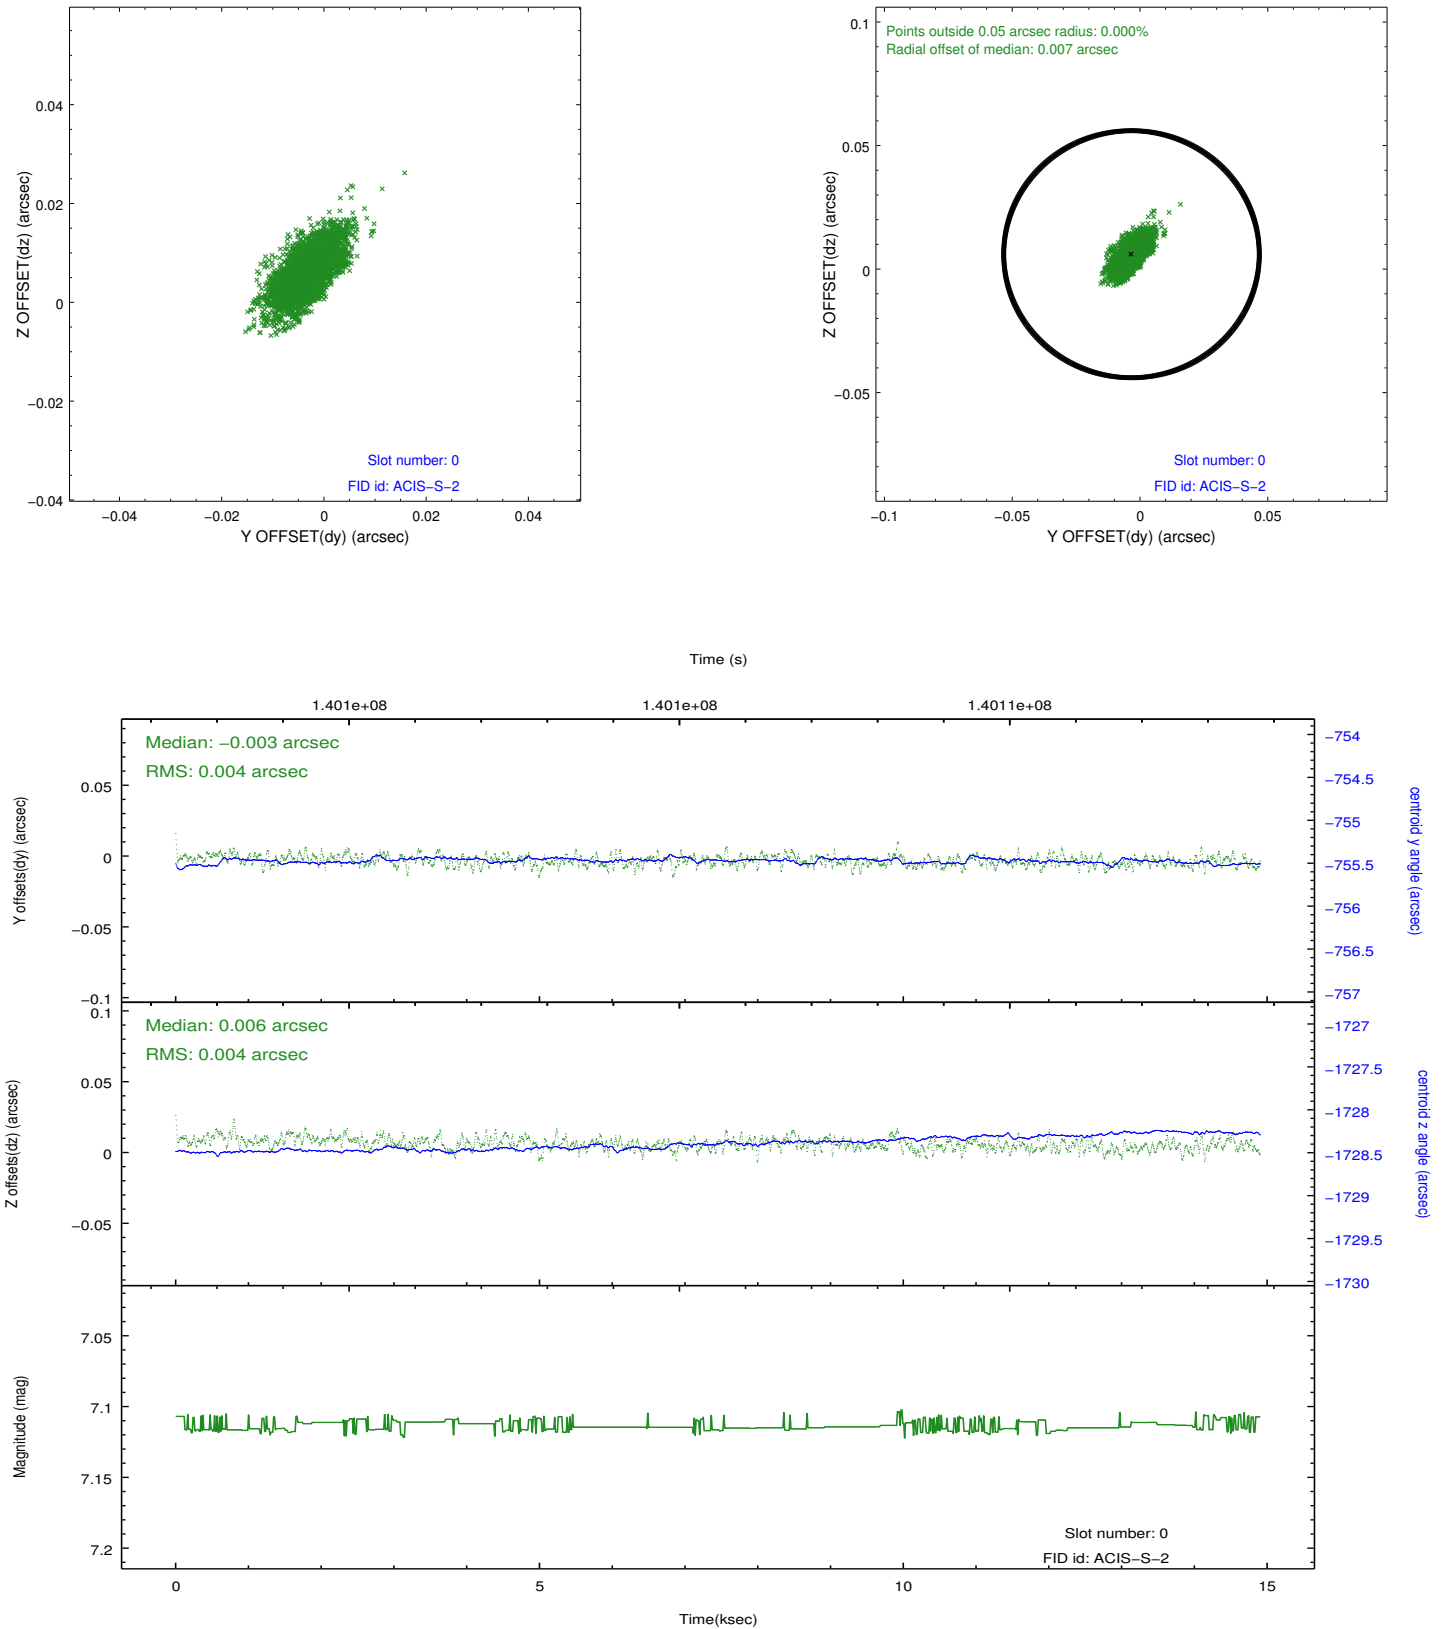 0.04
0.02
0
−0.02
−0.04
−0.04
−0.02
0
0.02
0.04
Z OFFSET(dz) (arcsec)
Y OFFSET(dy) (arcsec)
Slot number: 0
FID id: ACIS−S−2
Points outside 0.05 arcsec radius: 0.000%
Radial offset of median: 0.007 arcsec
0.1
0.05
0
−0.05
−0.1
−0.05
0
0.05
Z OFFSET(dz) (arcsec)
Y OFFSET(dy) (arcsec)
Slot number: 0
FID id: ACIS−S−2
Time (s)
1.401e+08
1.401e+08
1.4011e+08
Median: −0.003 arcsec
RMS: 0.004 arcsec
0.05
0
−0.05
−0.1
Y offsets(dy) (arcsec)
−754
−754.5
−755
−755.5
−756
−756.5
−757
centroid y angle (arcsec)
Median: 0.006 arcsec
RMS: 0.004 arcsec
0.1
0.05
0
−0.05
Z offsets(dz) (arcsec)
−1727
−1727.5
−1728
−1728.5
−1729
−1729.5
−1730
centroid z angle (arcsec)
7.05
7.1
7.15
7.2
Magnitude (mag)
Slot number: 0
FID id: ACIS−S−2
0
5
10
15
Time(ksec)